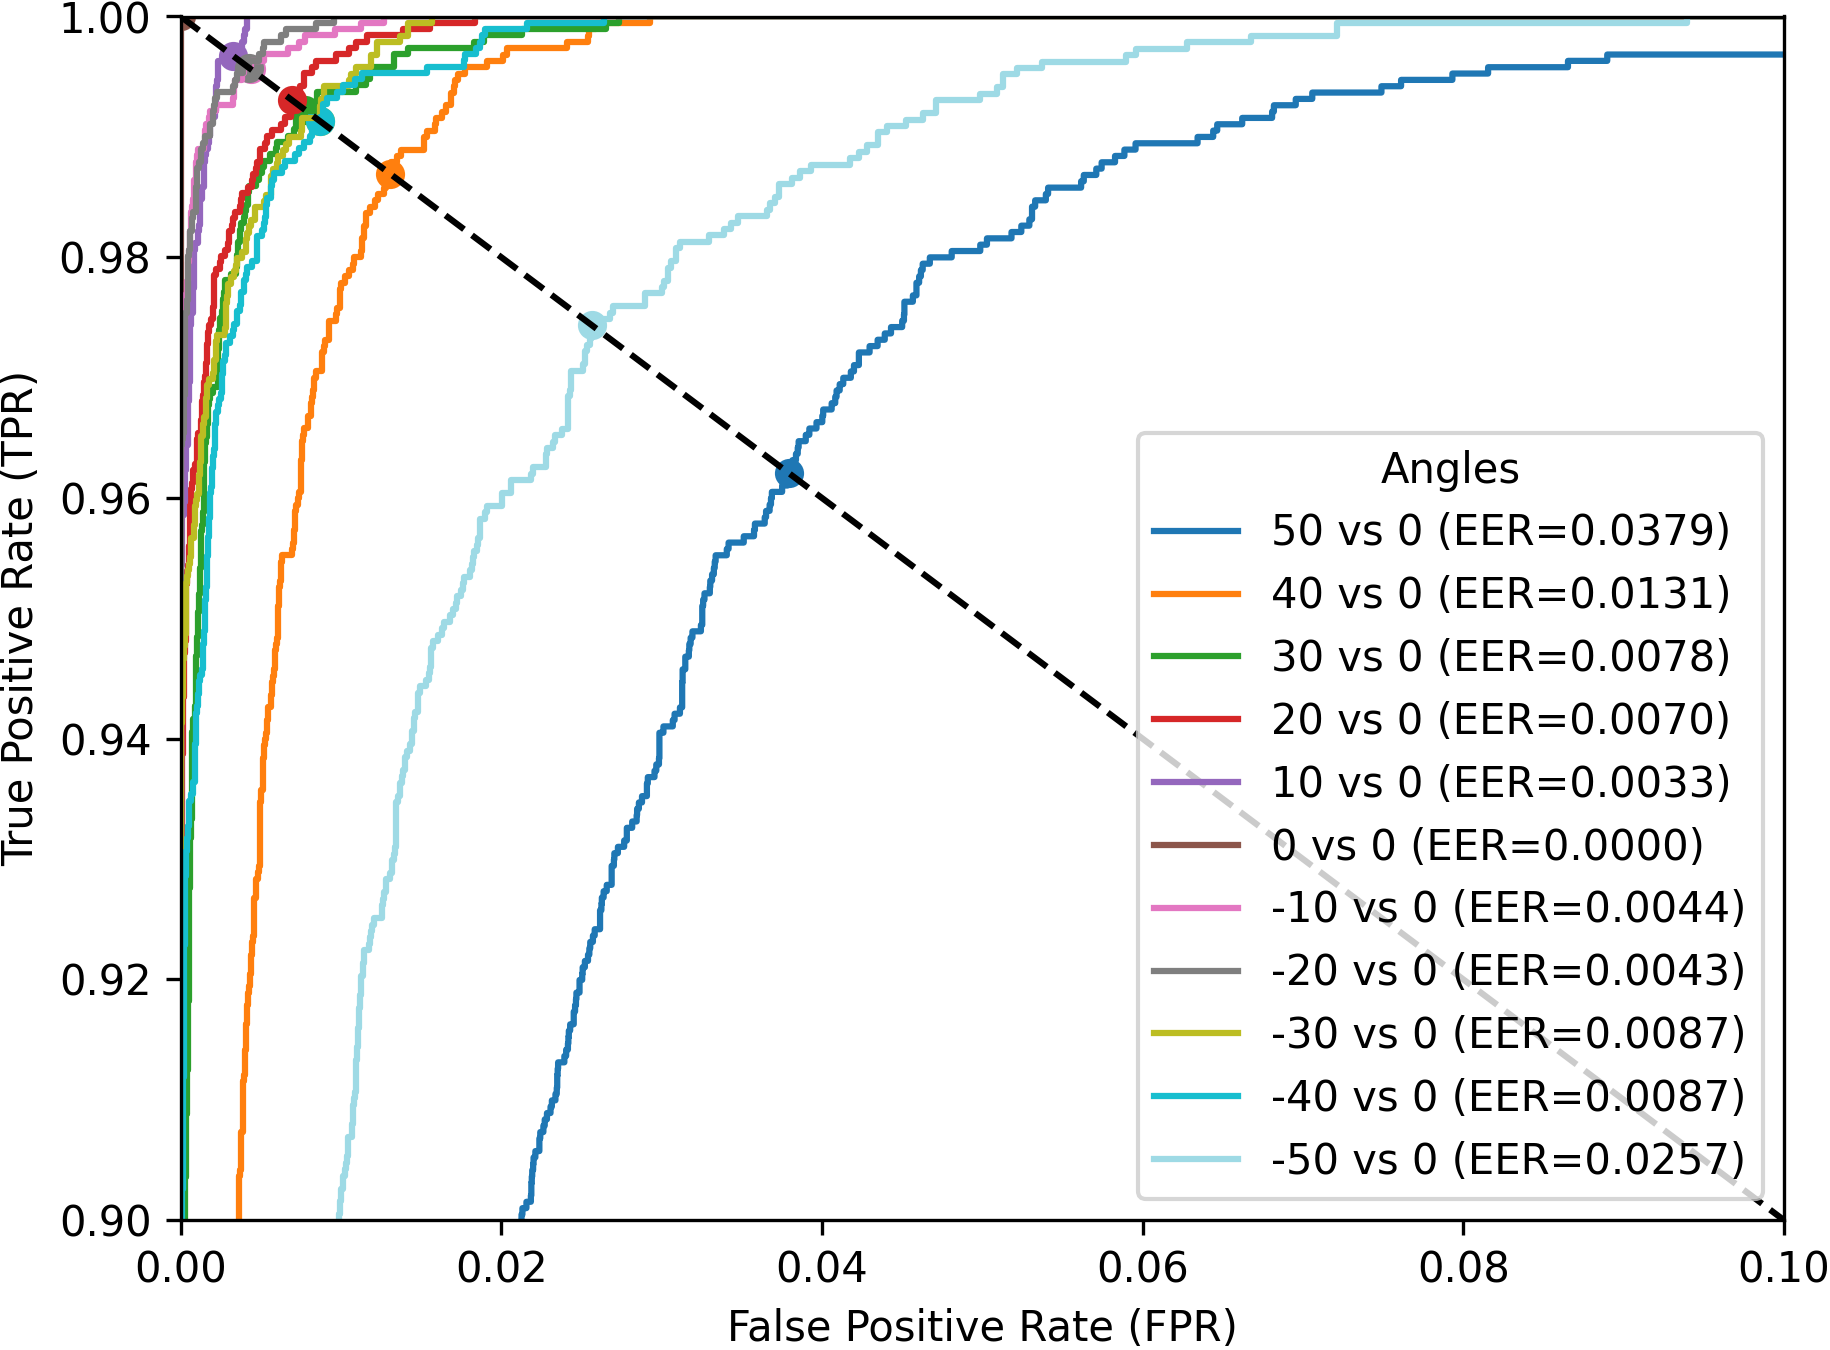 1.00
0.98
0.96
0.94
0.92
0.90
True Positive Rate (TPR)
Angles
50 vs 0 (EER=0.0379)
40 vs 0 (EER=0.0131)
30 vs 0 (EER=0.0078)
20 vs 0 (EER=0.0070)
10 vs 0 (EER=0.0033)
0 vs 0 (EER=0.0000)
-10 vs 0 (EER=0.0044)
-20 vs 0 (EER=0.0043)
-30 vs 0 (EER=0.0087)
-40 vs 0 (EER=0.0087)
-50 vs 0 (EER=0.0257)
0.00 0.02 0.04 0.06 0.08 0.10
False Positive Rate (FPR)